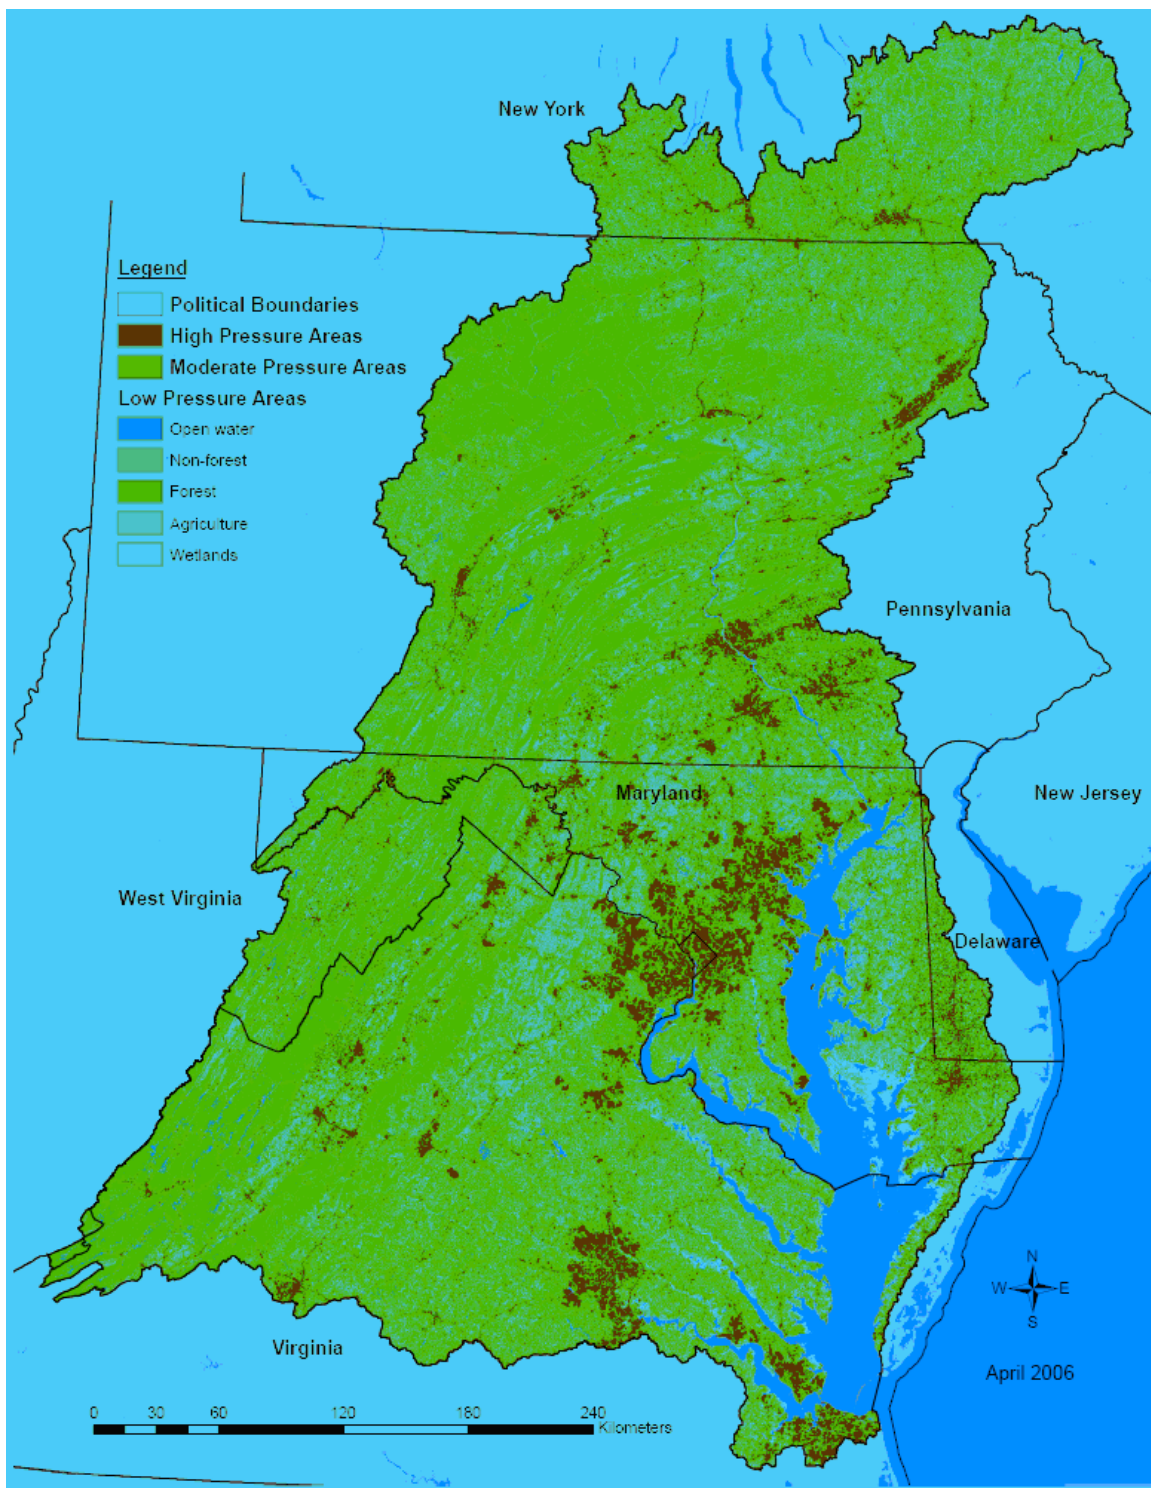 New York
Legend
Political Boundaries
High Pressure Areas
Moderate Pressure Areas
Low Pressure Areas
Open water
Non-forest
Forest
Agriculture
Wetlands
Pennsylvania
Maryland
New Jersey
West Virginia
Delaware
N
W E
S
Virginia
April 2006
0 30 60 120 180 240
Kilometers